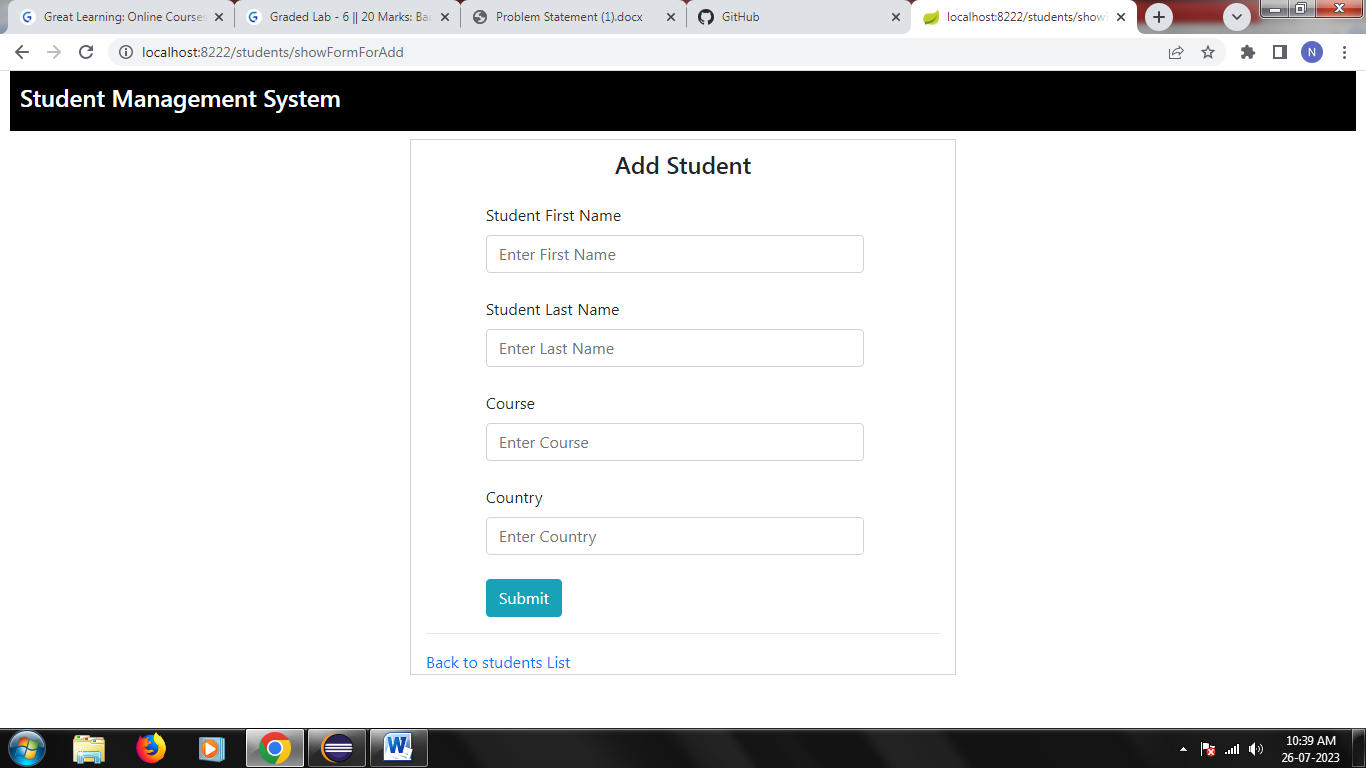 Great Learning: Online Courses
Graded Lab - 6 || 20 Marks: Ba
Problem Statement (1).docx
GitHub
localhost:8222/students/show
localhost:8222/students/showFormForAdd
N
Student Management System
Add Student
Student First Name
Enter First Name
Student Last Name
Enter Last Name
Course
Enter Course
Country
Enter Country
Submit
Back to students List
10:39 AM
26-07-2023